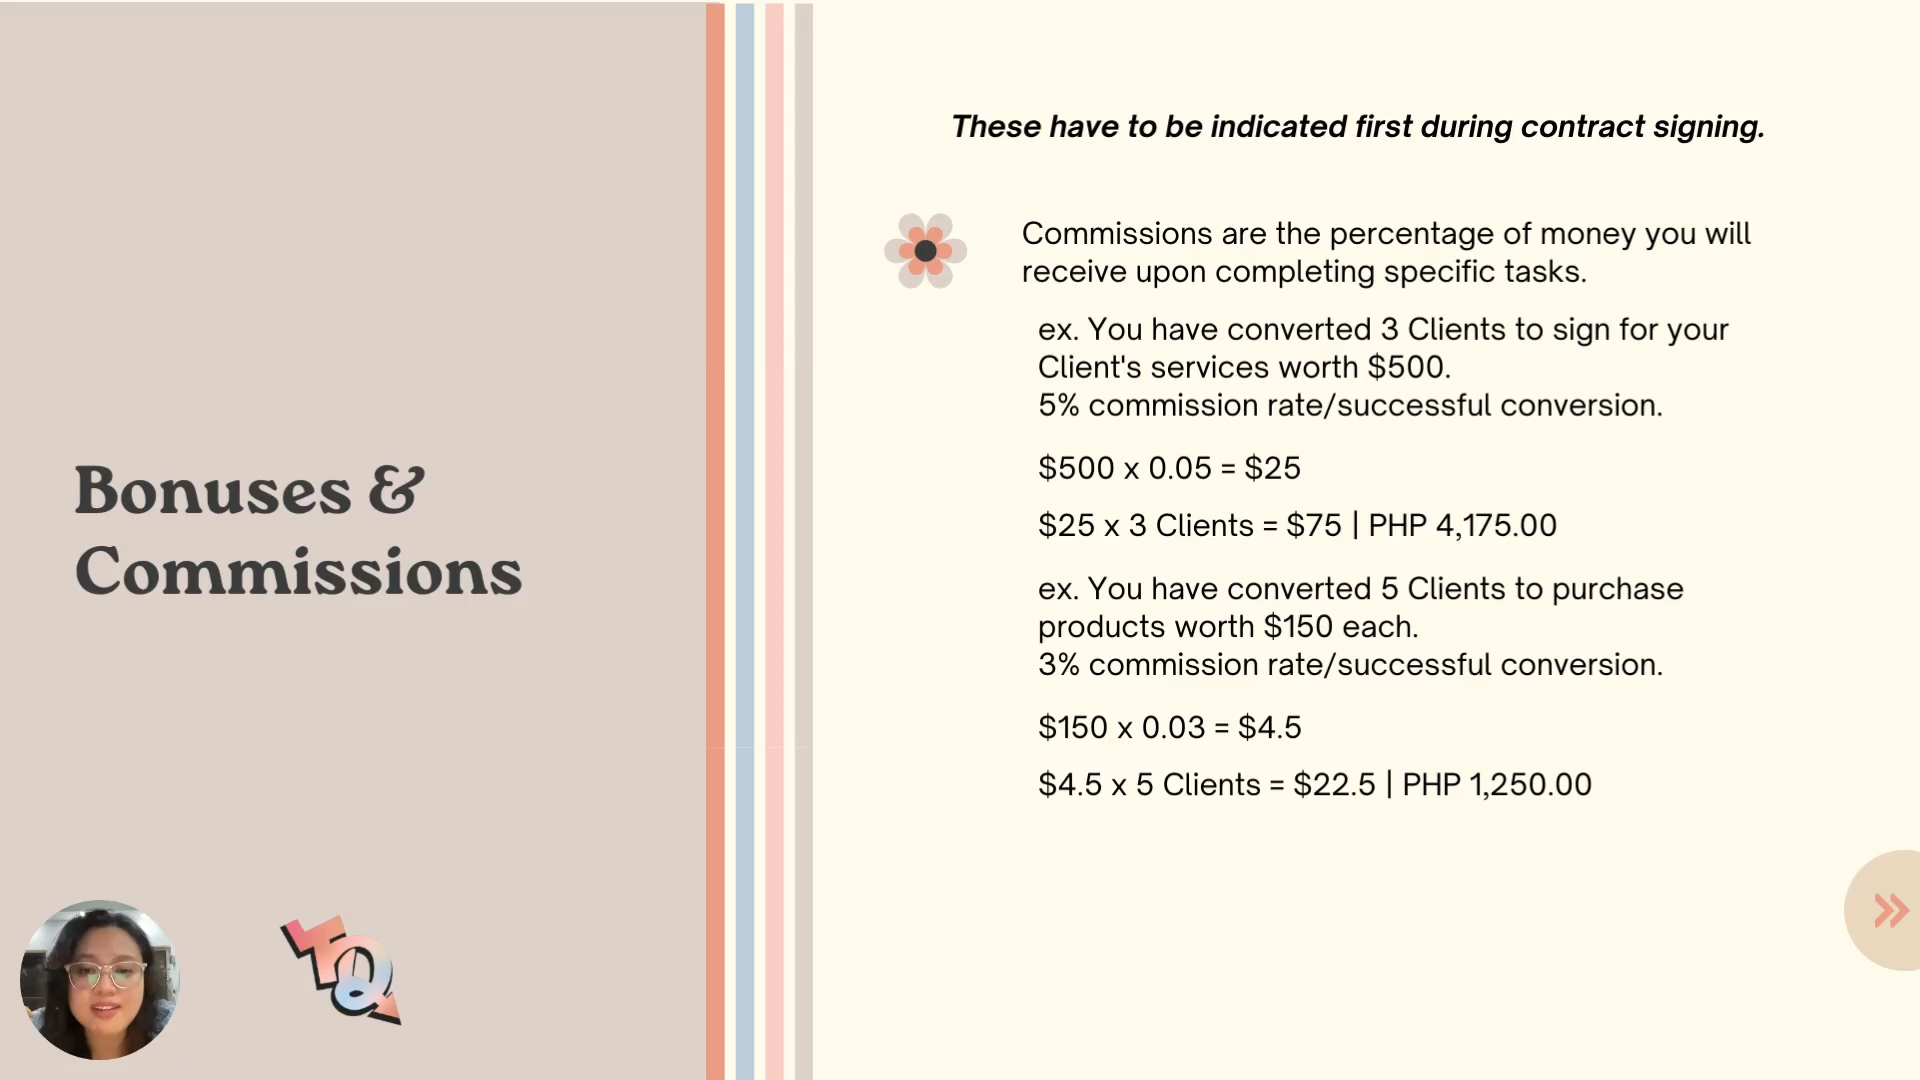 Bonuses &
Commissions
These have to be indicated first during contract signing.
Commissions are the percentage of money you will
receive upon completing specific tasks.
ex. You have converted 3 Clients to sign for your
Client's services worth $500.
5% commission rate/successful conversion.
$500 x 0.05 = $25
$25 x 3 Clients = $75 | PHP 4,175.00
ex. You have converted 5 Clients to purchase
products worth $150 each.
3% commission rate/successful conversion.
$150 x 0.03 = $4.5
$4.5 x 5 Clients = $22.5 | PHP 1,250.00
TQ